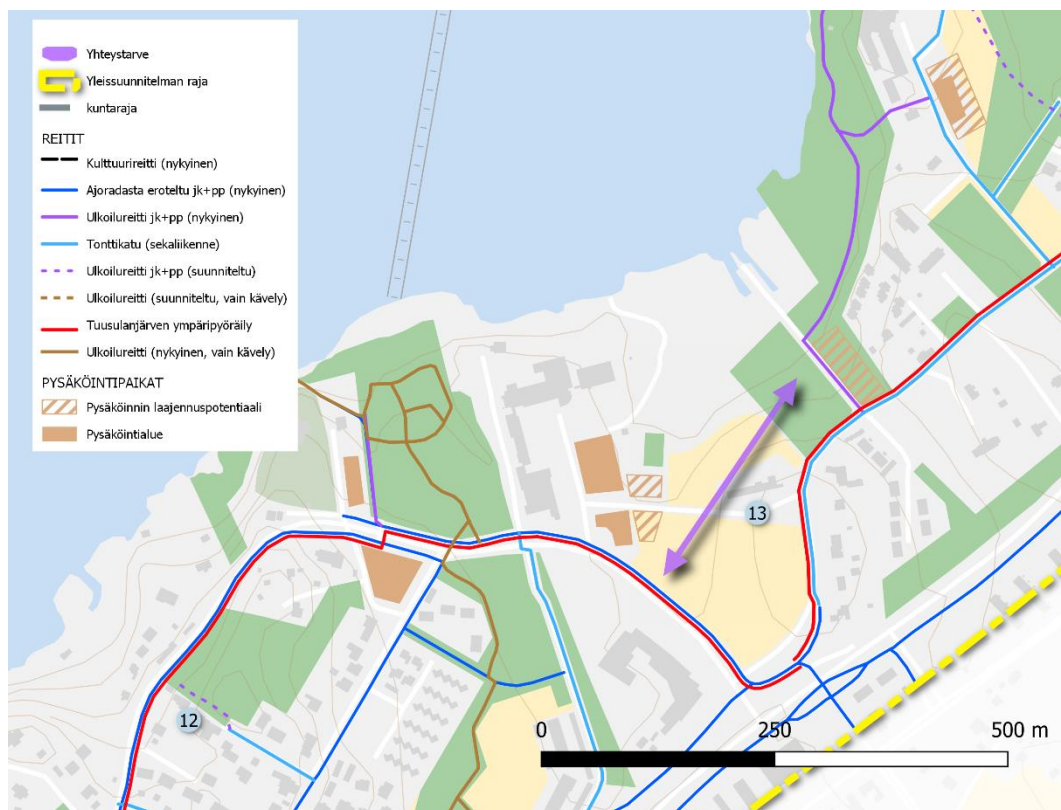 Yhteystarve
Yleissuunnitelman raja
kuntaraja
REITIT
Kulttuurireitti (nykyinen)
Ajoradasta eroteltu jk+pp (nykyinen)
Ulkoilureitti jk+pp (nykyinen)
Tonttikatu (sekaliikenne)
Ulkoilureitti jk+pp (suunniteltu)
Ulkoilureitti (suunniteltu, vain kävely)
Tuusulanjärven ympäripyöräily
Ulkoilureitti (nykyinen, vain kävely)
PYSÄKÖINTIPAIKAT
Pysäköinnin laajennuspotentiaali
Pysäköintialue
13
12
0 250 500 m